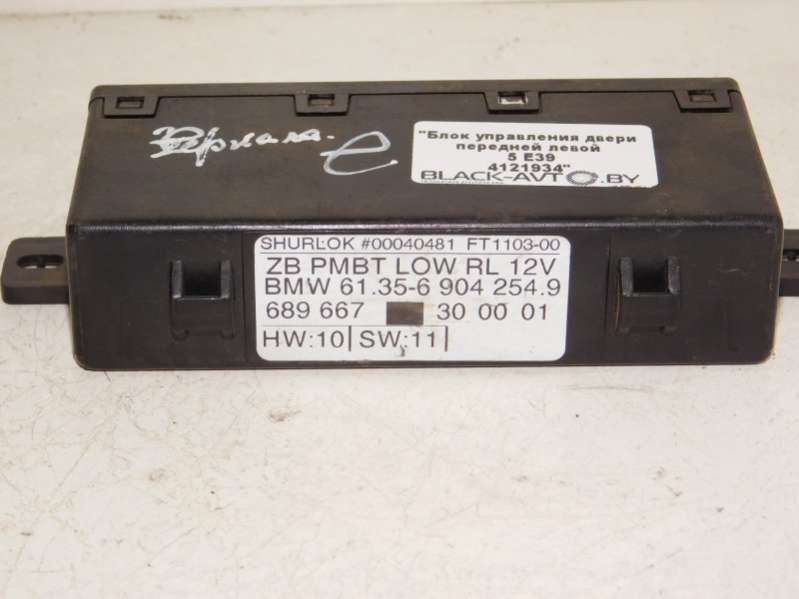 Зеркала. e
"Блок управления двери
передней левой
5 E39
4121934"
BLACK-AVTO.BY
SHURLOK #00040481 FT1103-00
ZB PMBT LOW RL 12V
BMW 61.35-6 904 254.9
689 667 30 00 01
HW:10 SW:11